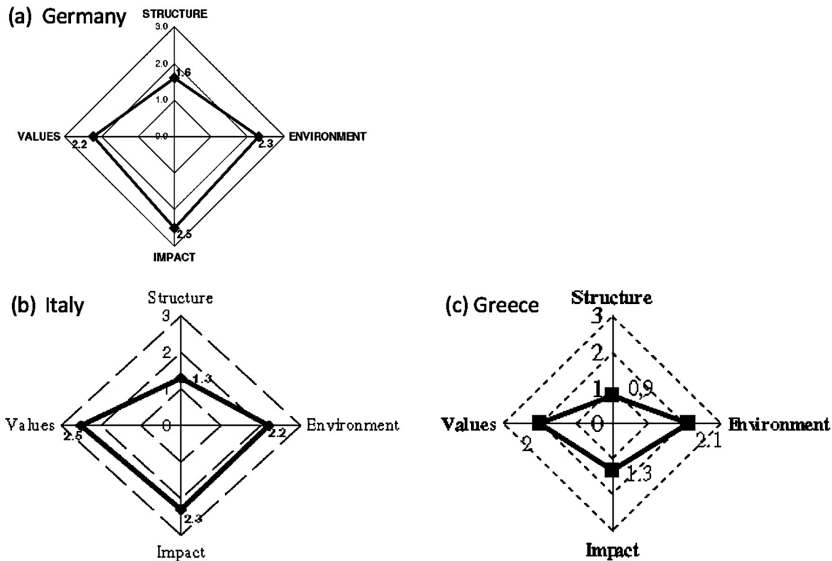 (a) Germany
STRUCTURE
3.0
2.0
1.6
1.0
VALUES
0.0
ENVIRONMENT
2.2
2.3
2.5
IMPACT
(b) Italy
Structure
3
2
1.3
1
Values
0
Environment
2.5
2.2
2.3
Impact
(c) Greece
Structure
3
2
1
0,9
Values
0
Environment
2
2.1
1.3
Impact